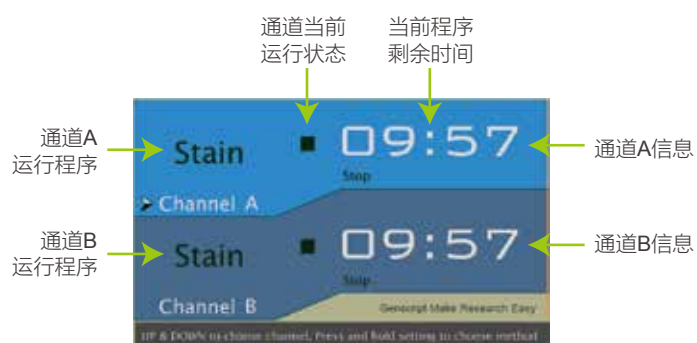 通道当前
运行状态
当前程序
剩余时间
通道A
运行程序
Stain
09:57
通道A信息
Stop
Channel A
通道B
运行程序
Stain
09:57
通道B信息
Stop
Channel B
Genscript Make Research Easy
UP & DOWN to choose channel, Press and hold setting to choose method